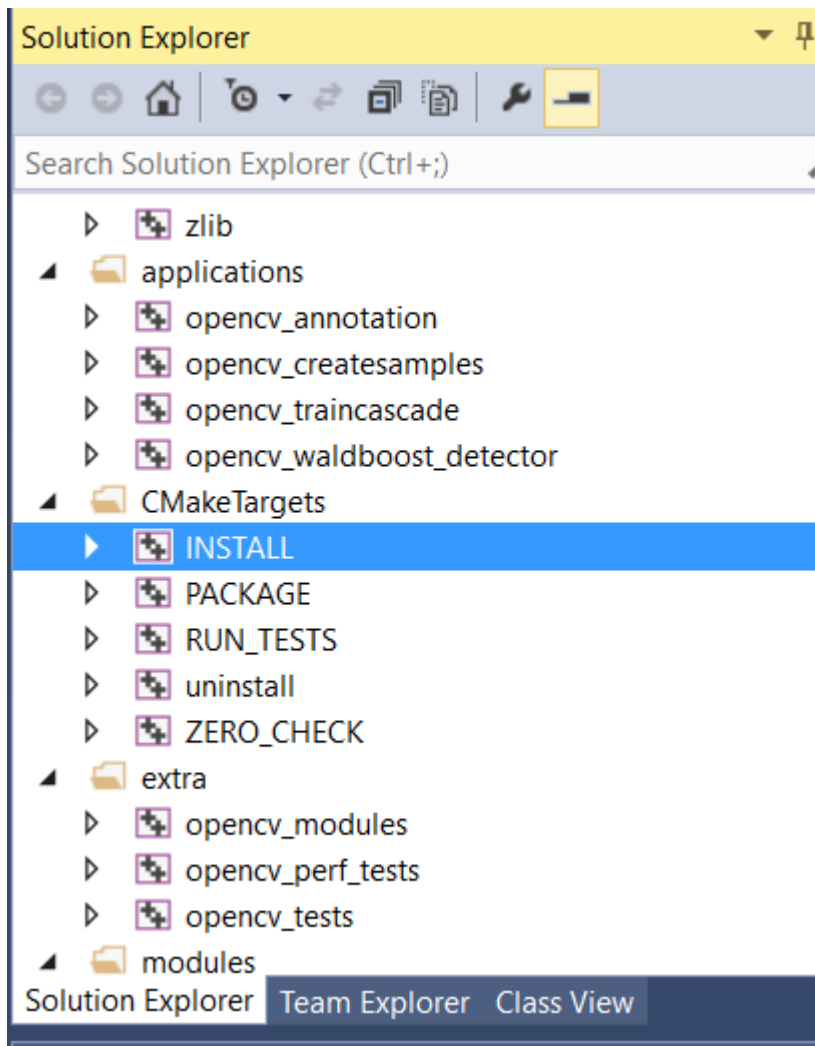 Solution Explorer
Search Solution Explorer (Ctrl+;)
zlib
applications
opencv_annotation
opencv_createsamples
opencv_traincascade
opencv_waldboost_detector
CMakeTargets
INSTALL
PACKAGE
RUN_TESTS
uninstall
ZERO_CHECK
extra
opencv_modules
opencv_perf_tests
opencv_tests
modules
Solution Explorer Team Explorer Class View